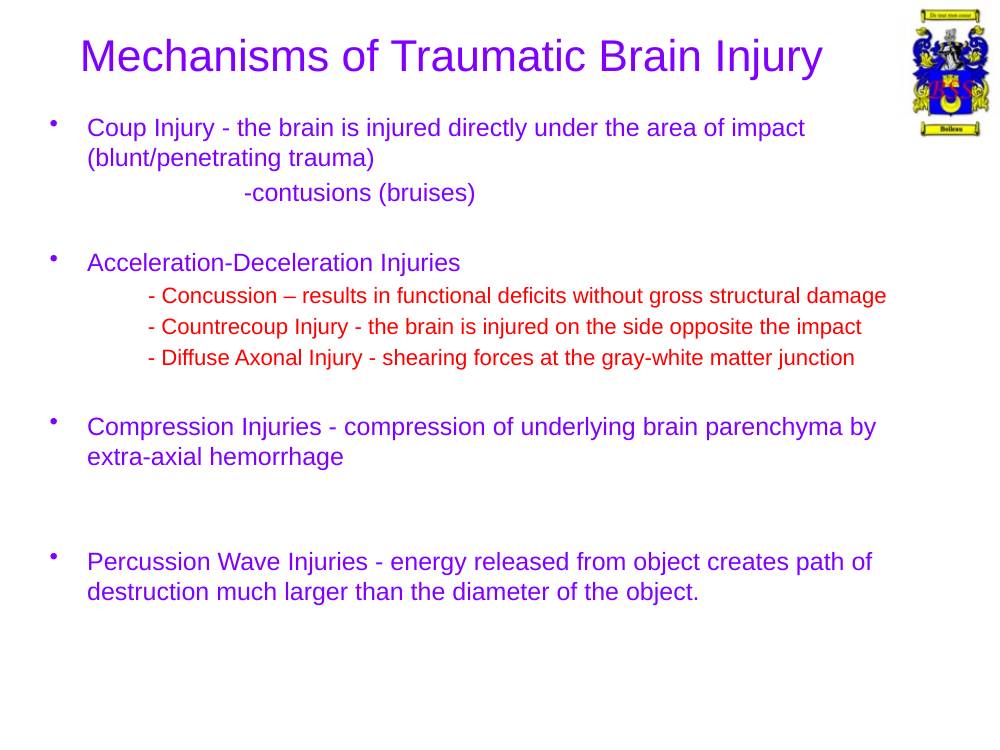 Mechanisms of Traumatic Brain Injury
• Coup Injury - the brain is injured directly under the area of impact
(blunt/penetrating trauma)
-contusions (bruises)
• Acceleration-Deceleration Injuries
- Concussion – results in functional deficits without gross structural damage
- Countrecoup Injury - the brain is injured on the side opposite the impact
- Diffuse Axonal Injury - shearing forces at the gray-white matter junction
• Compression Injuries - compression of underlying brain parenchyma by
extra-axial hemorrhage
• Percussion Wave Injuries - energy released from object creates path of
destruction much larger than the diameter of the object.
Boileau